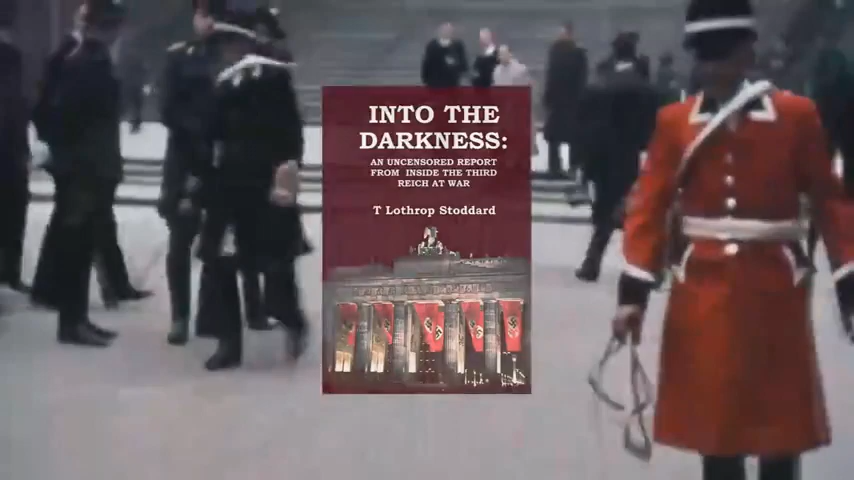 INTO THE
DARKNESS:
AN UNCENSORED REPORT
FROM INSIDE THE THIRD
REICH AT WAR
T Lothrop Stoddard